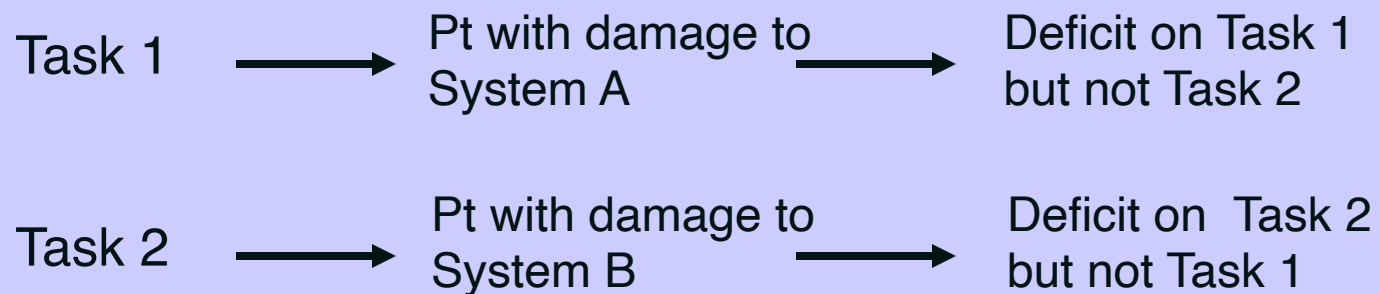 Task 1
Pt with damage to
System A
Deficit on Task 1
but not Task 2
Task 2
Pt with damage to
System B
Deficit on  Task 2
but not Task 1